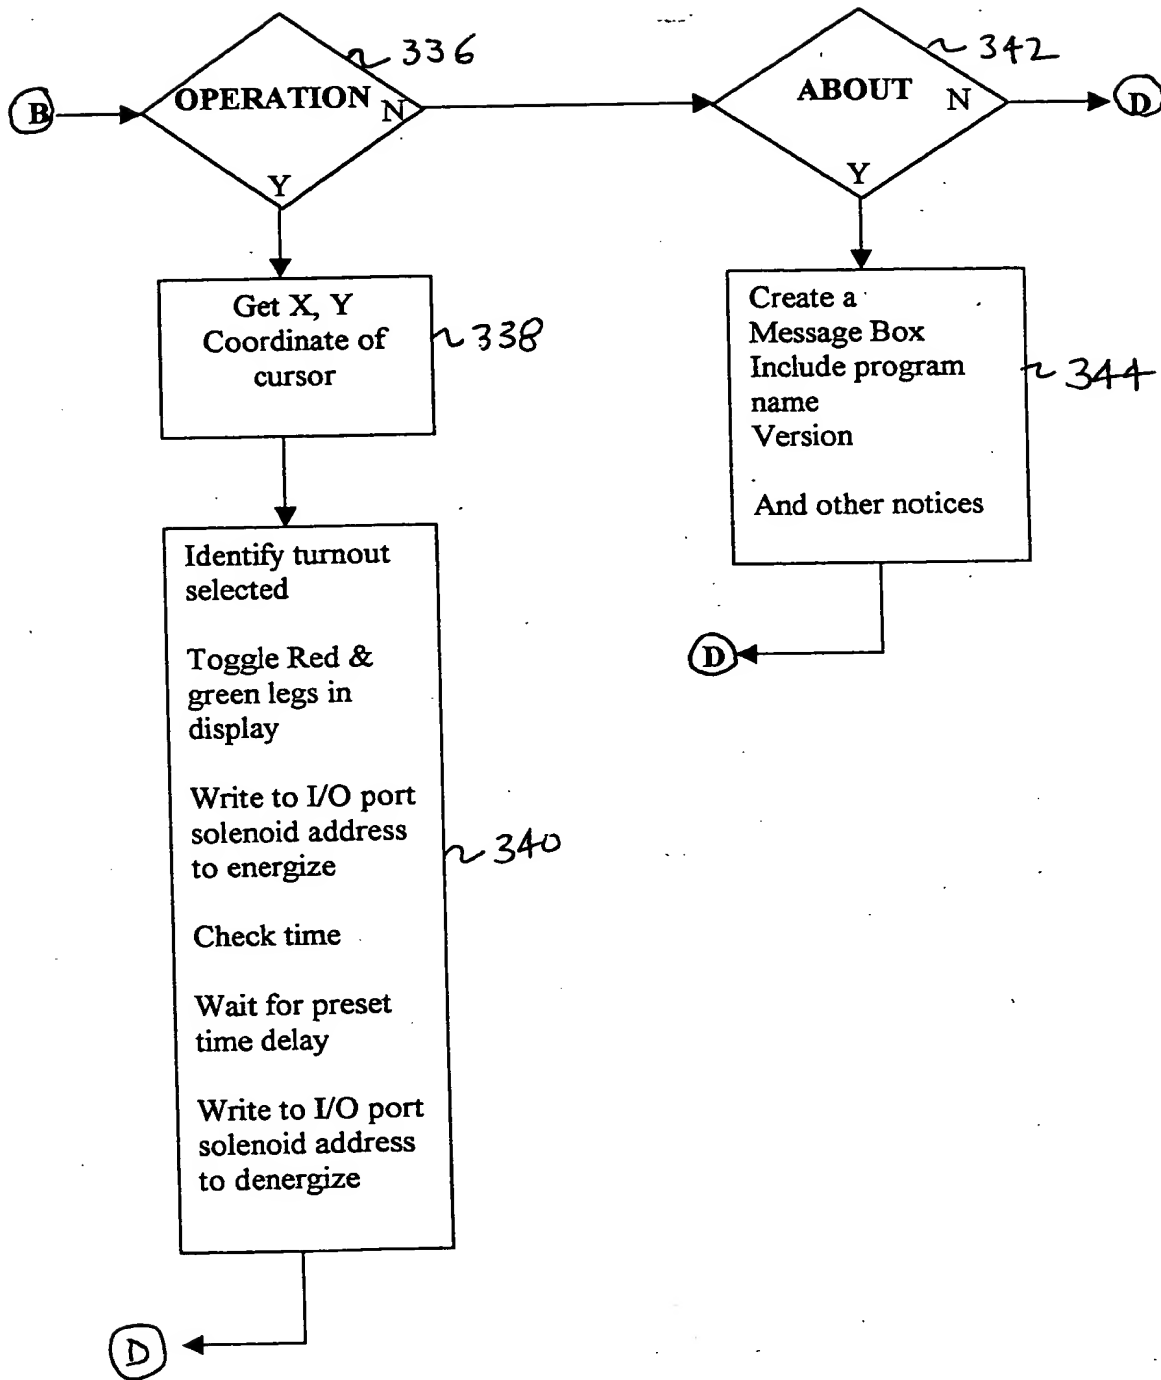 B
OPERATION
N
Y
336
ABOUT
N
Y
342
D
Get X, Y
Coordinate of
cursor
338
Create a
Message Box
Include program
name
Version
And other notices
344
D
Identify turnout
selected
Toggle Red &
green legs in
display
Write to I/O port
solenoid address
to energize
Check time
Wait for preset
time delay
Write to I/O port
solenoid address
to denergize
340
D